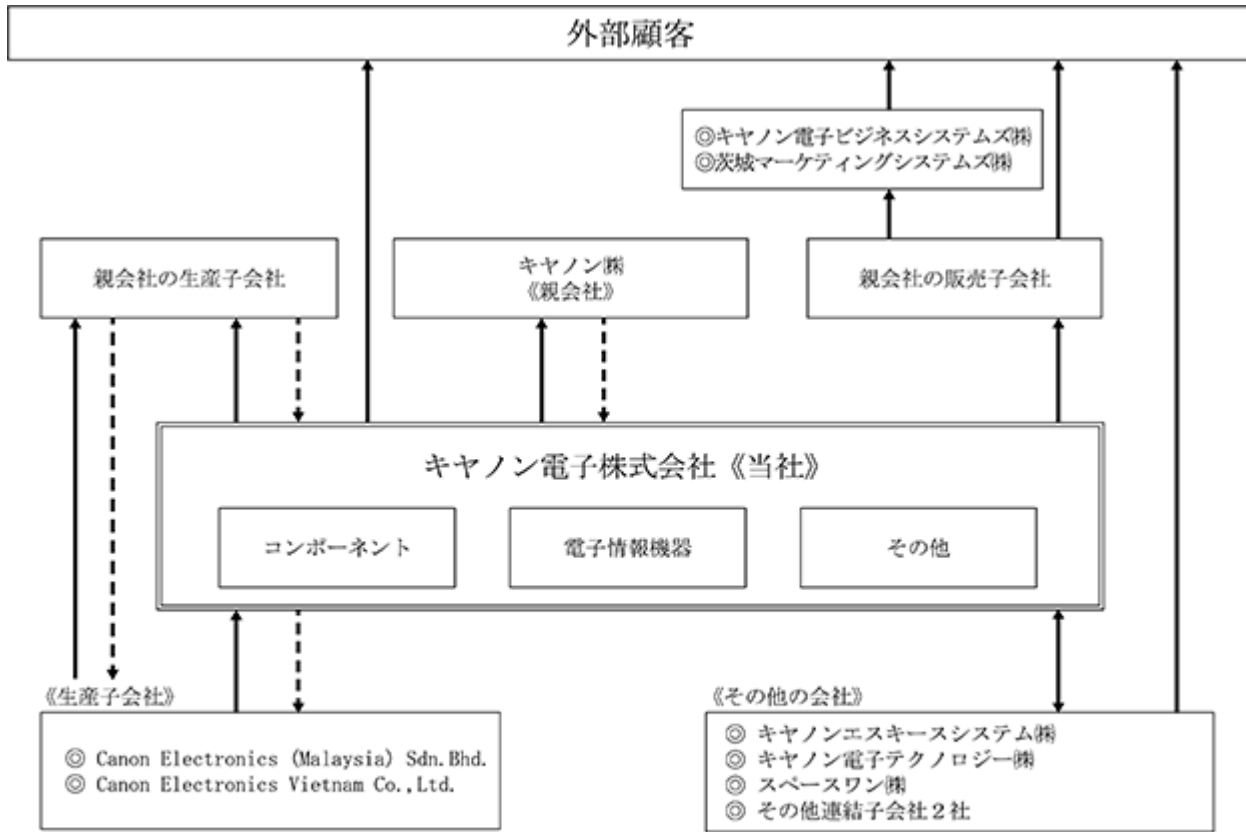 外部顧客
◎キヤノン電子ビジネスシステムズ㈱
◎茨城マーケティングシステムズ㈱
親会社の生産子会社
キヤノン㈱
《親会社》
親会社の販売子会社
キヤノン電子株式会社《当社》
コンポーネント
電子情報機器
その他
《生産子会社》
◎ Canon Electronics (Malaysia) Sdn.Bhd.
◎ Canon Electronics Vietnam Co.,Ltd.
《その他の会社》
◎ キヤノンエスキースシステム㈱
◎ キヤノン電子テクノロジー㈱
◎ スペースワン㈱
◎ その他連結子会社２社